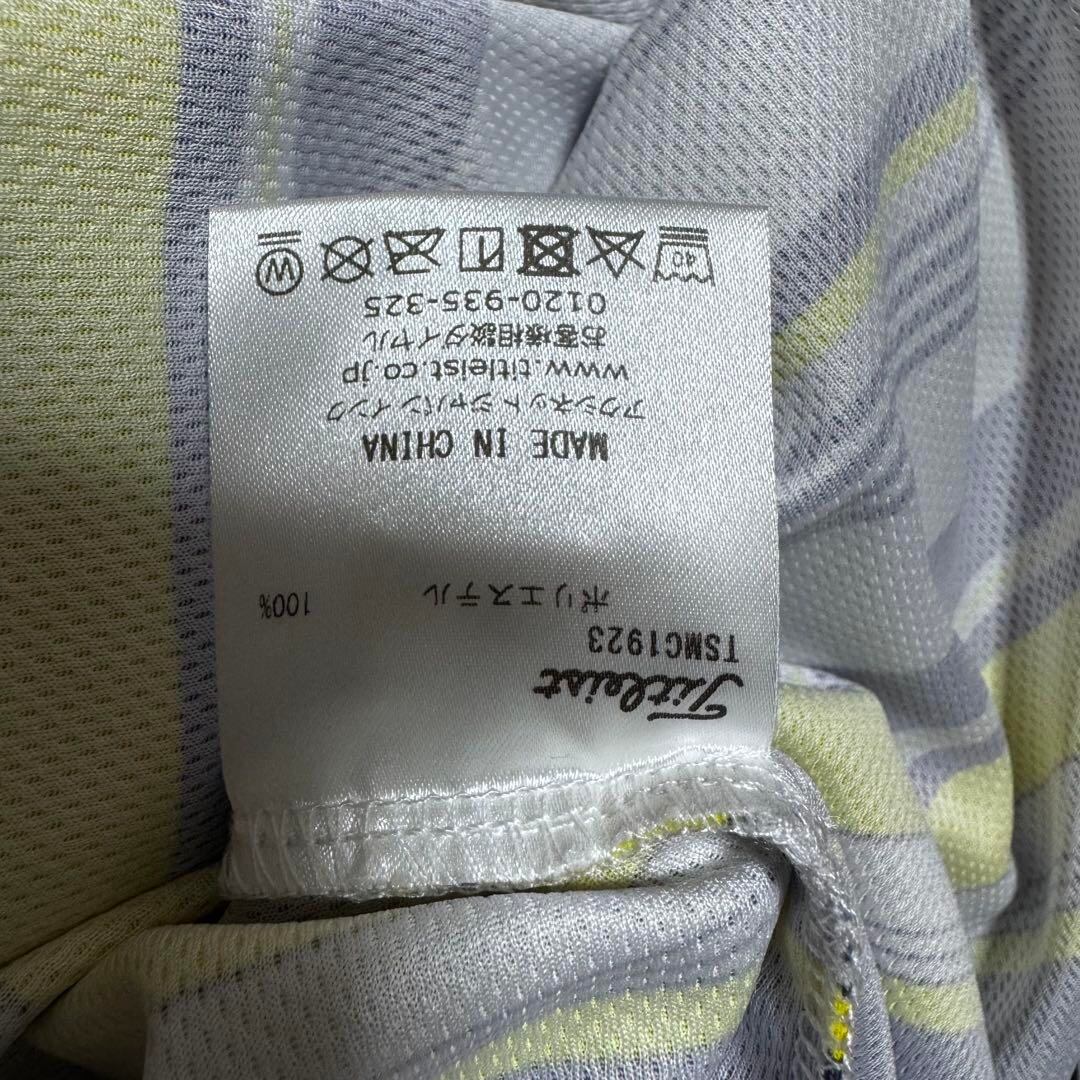 Titleist
TSMC1923
ポリエステル 100%
MADE IN CHINA
アクシネットジャパンインク
www.titleist.co.jp
お客様相談ダイヤル
0120-935-325
40
W